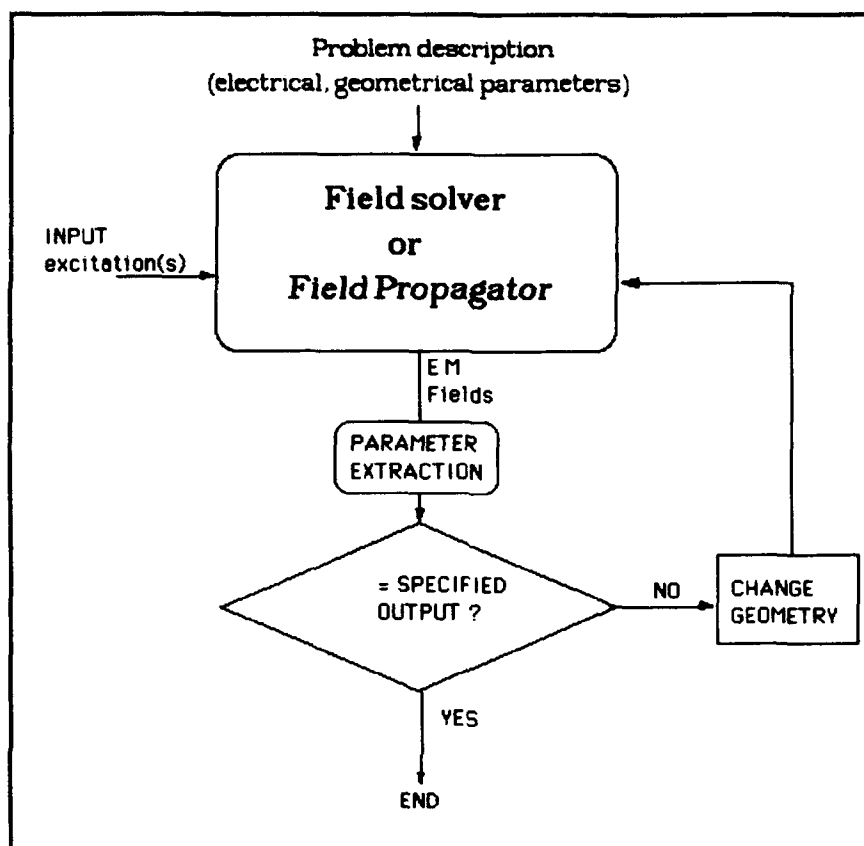 Problem description
(electrical, geometrical parameters)
Field solver
or
Field Propagator
INPUT
excitation(s)
E M
Fields
PARAMETER
EXTRACTION
= SPECIFIED
OUTPUT ?
NO
CHANGE
GEOMETRY
YES
END